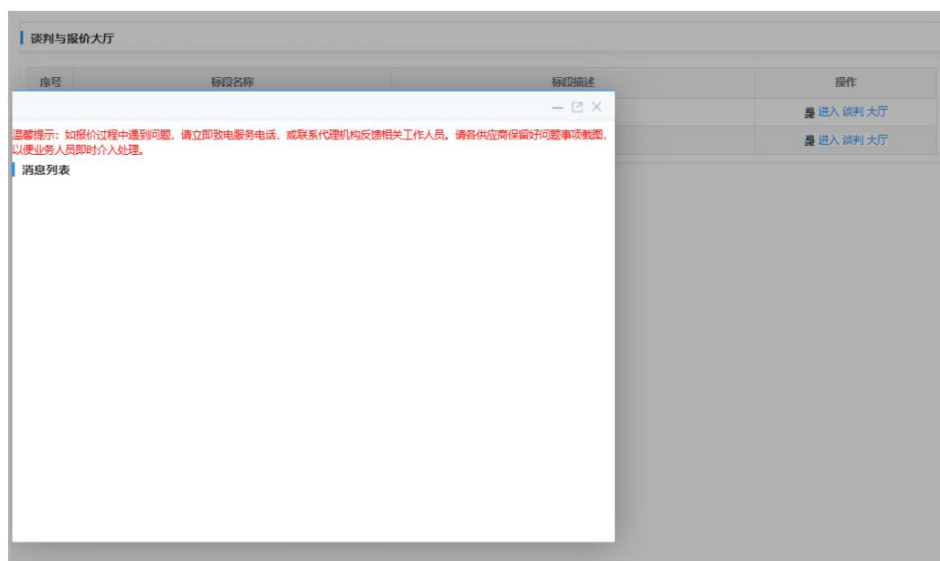 谈判与报价大厅
序号 标段名称 标段描述 操作
进入 谈判 大厅
温馨提示：如报价过程中遇到问题，请立即致电服务电话，或联系代理机构反馈相关工作人员。请各供应商保留好问题事项截图，
以便业务人员即时介入处理。
进入 谈判 大厅
消息列表